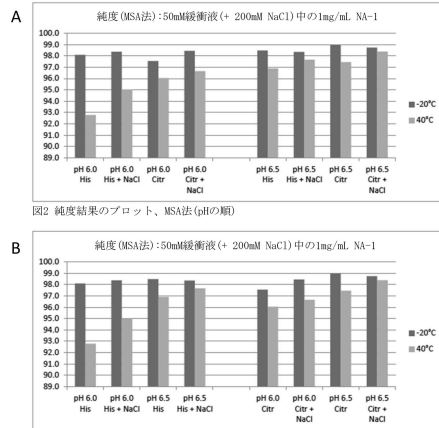 A
純度(MSA法):50mM緩衝液(+ 200mM NaCl)中の1mg/mL NA-1
100.0
99.0
98.0
97.0
96.0
95.0
94.0
93.0
92.0
91.0
90.0
89.0
pH 6.0 His
pH 6.0 His + NaCl
pH 6.0 Citr
pH 6.0 Citr + NaCl
pH 6.5 His
pH 6.5 His + NaCl
pH 6.5 Citr
pH 6.5 Citr + NaCl
-20°C
40°C
図2 純度結果のプロット、MSA法(pHの順)
B
純度(MSA法):50mM緩衝液(+ 200mM NaCl)中の1mg/mL NA-1
100.0
99.0
98.0
97.0
96.0
95.0
94.0
93.0
92.0
91.0
90.0
89.0
pH 6.0 His
pH 6.0 His + NaCl
pH 6.5 His
pH 6.5 His + NaCl
pH 6.0 Citr
pH 6.0 Citr + NaCl
pH 6.5 Citr
pH 6.5 Citr + NaCl
-20°C
40°C